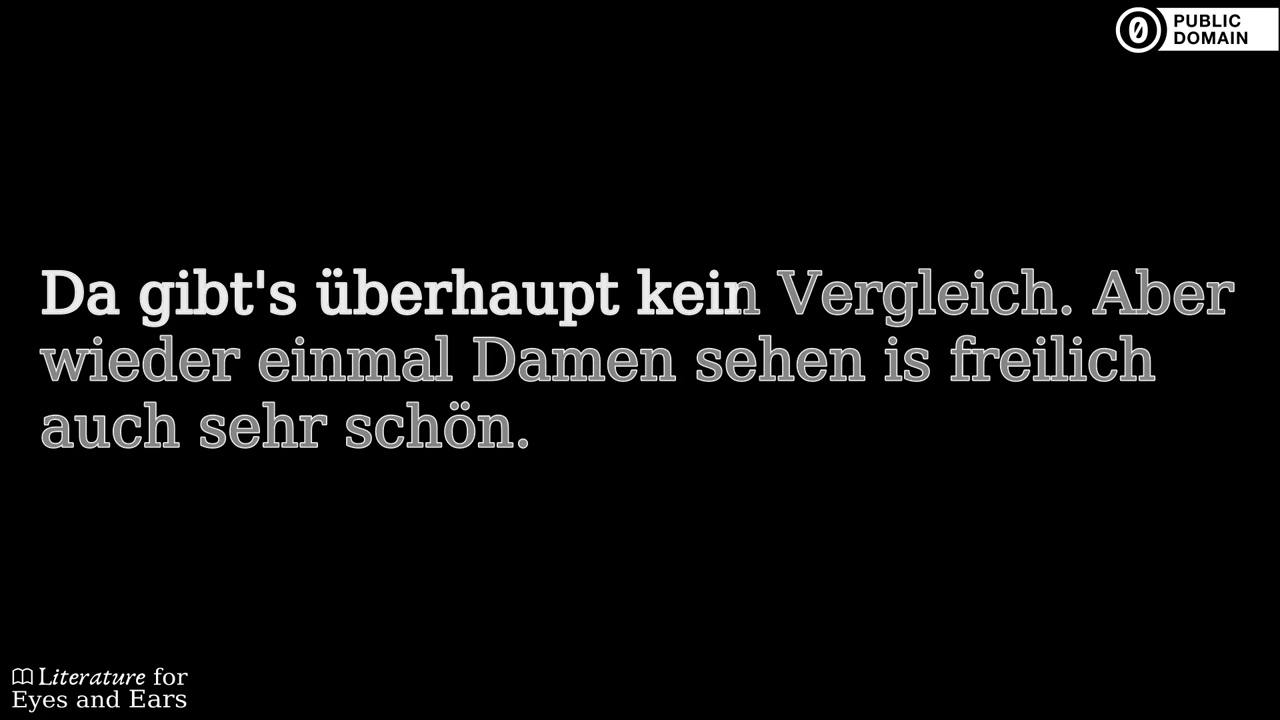 PUBLIC
DOMAIN
Da gibt's überhaupt kein Vergleich. Aber
wieder einmal Damen sehen is freilich
auch sehr schön.
Literature for
Eyes and Ears